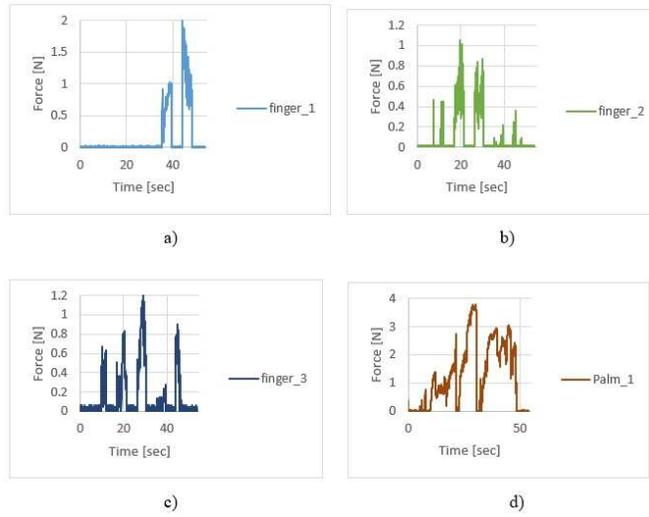 2
1.5
1
0.5
0
Force [N]
0 20 40
Time [sec]
finger_1
a)
1.2
1
0.8
0.6
0.4
0.2
0
Force [N]
0 20 40
Time [sec]
finger_2
b)
1.2
1
0.8
0.6
0.4
0.2
0
Force [N]
0 20 40
Time [sec]
finger_3
c)
4
3
2
1
0
Force [N]
0 50
Time [sec]
Palm_1
d)